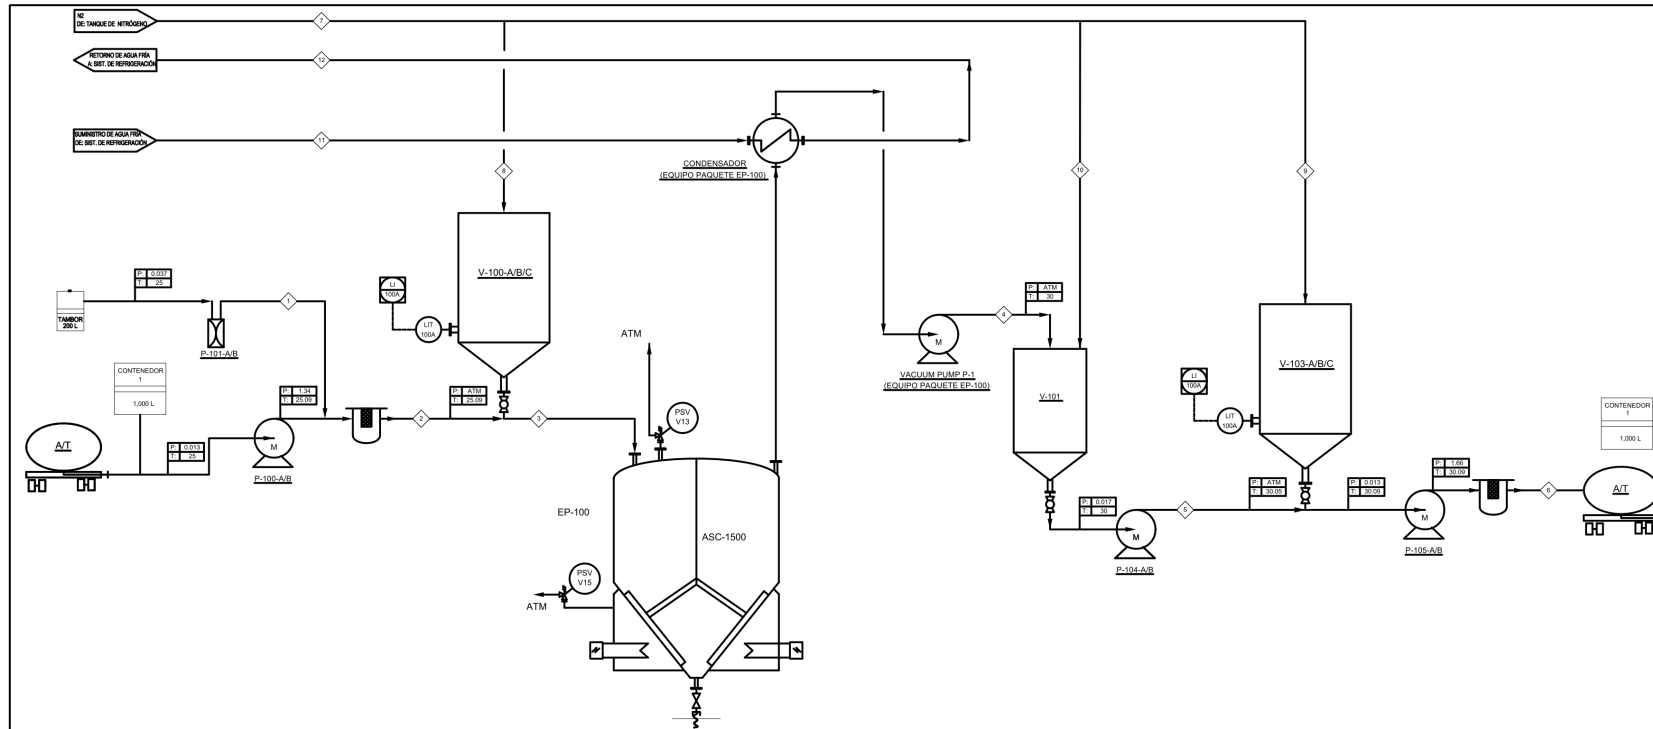 N2
DE: TANQUE DE NITRÓGENO
7
RETORNO DE AGUA FRÍA
A: SIST. DE REFRIGERACIÓN
12
SUMINISTRO DE AGUA FRÍA
DE: SIST. DE REFRIGERACIÓN
11
CONDENSADOR
(EQUIPO PAQUETE EP-100)
8
10
9
V-100-A/B/C
LI
100A
LIT
100A
P: 0.037
T: 25
TAMBOR
200 L
1
P-101-A/B
CONTENEDOR
1
1,000 L
P: 1.34
T: 25.09
P: ATM
T: 25.09
2
3
A/T
P: 0.013
T: 25
M
P-100-A/B
ATM
PSV
V13
EP-100
ASC-1500
PSV
V15
ATM
P: ATM
T: 30
4
M
VACUUM PUMP P-1
(EQUIPO PAQUETE EP-100)
V-101
P: 0.017
T: 30
M
P-104-A/B
5
V-103-A/B/C
LI
100A
LIT
100A
P: ATM
T: 30.05
P: 0.013
T: 30.09
P: 1.66
T: 30.09
M
P-105-A/B
6
CONTENEDOR
1
1,000 L
A/T